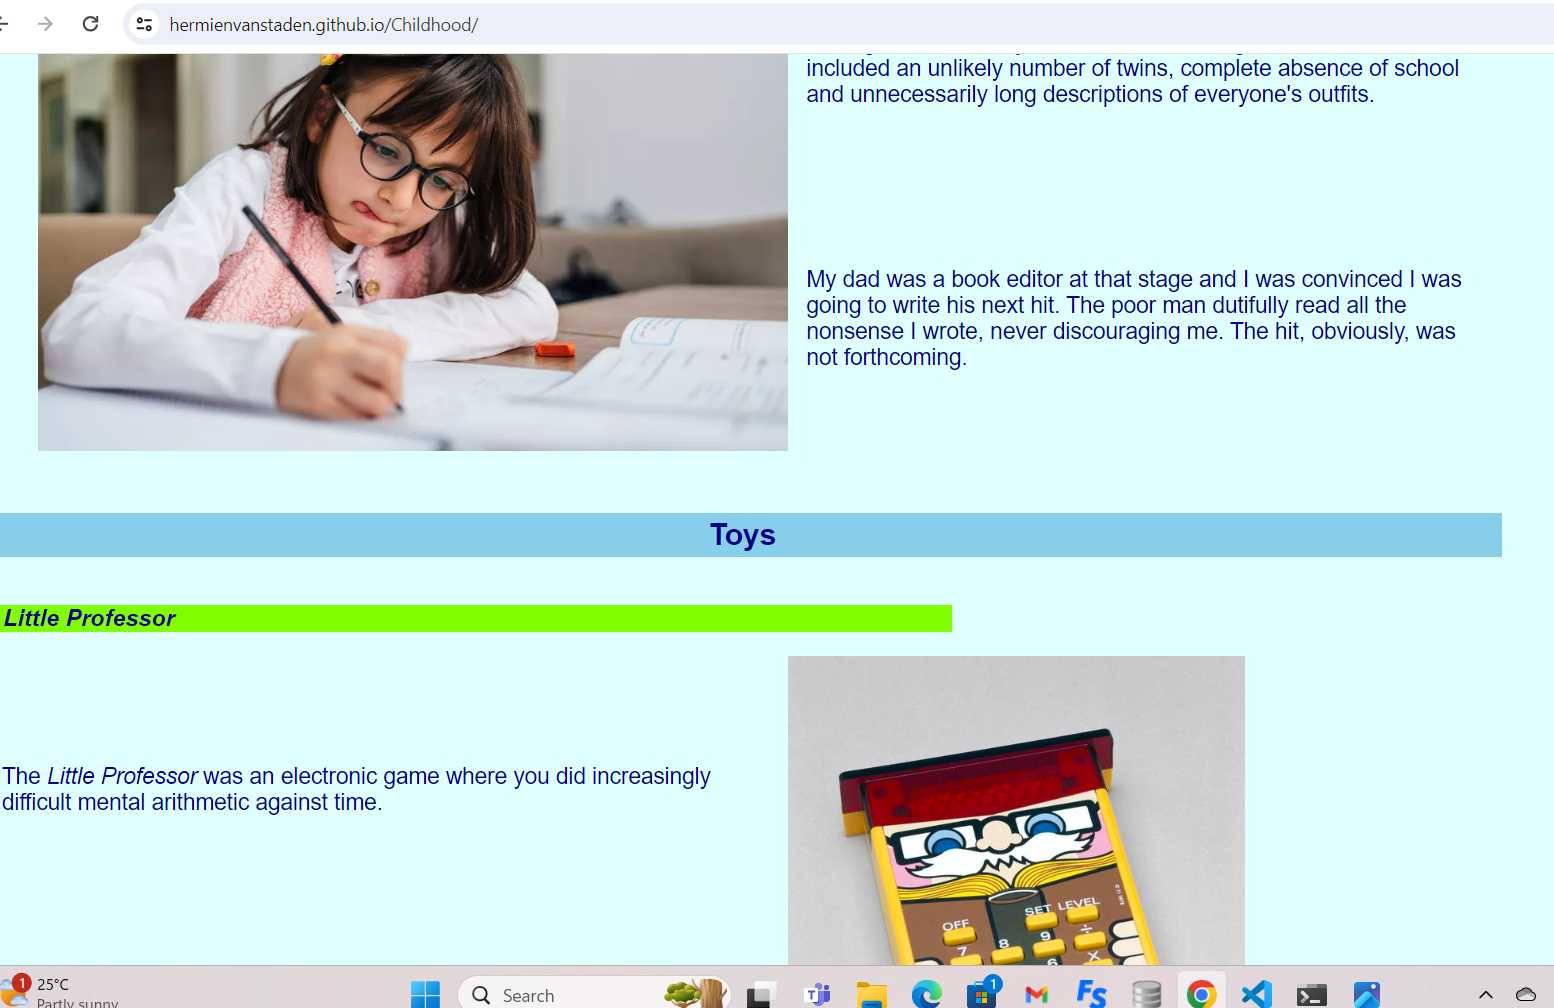 hermienvanstaden.github.io/Childhood/
included an unlikely number of twins, complete absence of school
and unnecessarily long descriptions of everyone's outfits.
My dad was a book editor at that stage and I was convinced I was
going to write his next hit. The poor man dutifully read all the
nonsense I wrote, never discouraging me. The hit, obviously, was
not forthcoming.
Toys
Little Professor
The Little Professor was an electronic game where you did increasingly
difficult mental arithmetic against time.
OFF SET LEVEL
7 8 9 ÷
6 ×
1
25°C
Partly sunny
Search
1